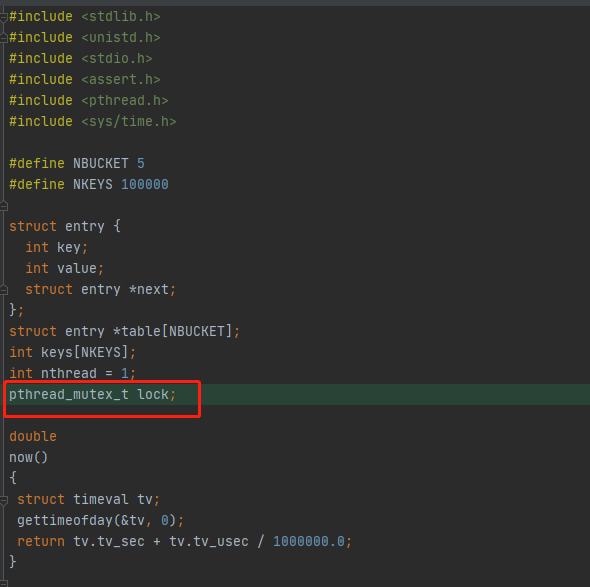 #include <stdlib.h>
#include <unistd.h>
#include <stdio.h>
#include <assert.h>
#include <pthread.h>
#include <sys/time.h>
#define NBUCKET 5
#define NKEYS 100000
struct entry {
  int key;
  int value;
  struct entry *next;
};
struct entry *table[NBUCKET];
int keys[NKEYS];
int nthread = 1;
pthread_mutex_t lock;
double
now()
{
 struct timeval tv;
 gettimeofday(&tv, 0);
 return tv.tv_sec + tv.tv_usec / 1000000.0;
}